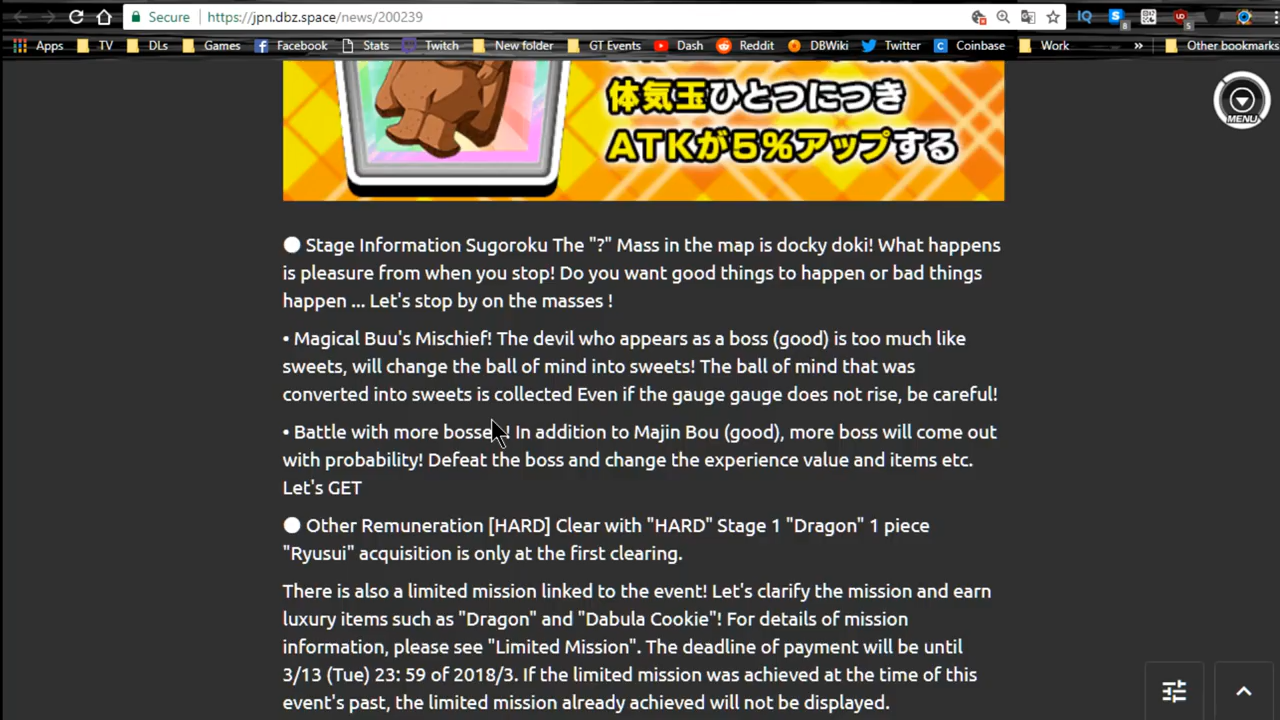 Secure https://jpn.dbz.space/news/200239
Apps TV DLs Games Facebook Stats Twitch New folder GT Events Dash Reddit DBWiki Twitter Coinbase Work » Other bookmarks
体気玉ひとつにつき
ATKが5%アップする
MENU
● Stage Information Sugoroku The "?" Mass in the map is docky doki! What happens
is pleasure from when you stop! Do you want good things to happen or bad things
happen ... Let's stop by on the masses !
• Magical Buu's Mischief! The devil who appears as a boss (good) is too much like
sweets, will change the ball of mind into sweets! The ball of mind that was
converted into sweets is collected Even if the gauge gauge does not rise, be careful!
• Battle with more bosses! In addition to Majin Bou (good), more boss will come out
with probability! Defeat the boss and change the experience value and items etc.
Let's GET
● Other Remuneration [HARD] Clear with "HARD" Stage 1 "Dragon" 1 piece
"Ryusui" acquisition is only at the first clearing.
There is also a limited mission linked to the event! Let's clarify the mission and earn
luxury items such as "Dragon" and "Dabula Cookie"! For details of mission
information, please see "Limited Mission". The deadline of payment will be until
3/13 (Tue) 23: 59 of 2018/3. If the limited mission was achieved at the time of this
event's past, the limited mission already achieved will not be displayed.